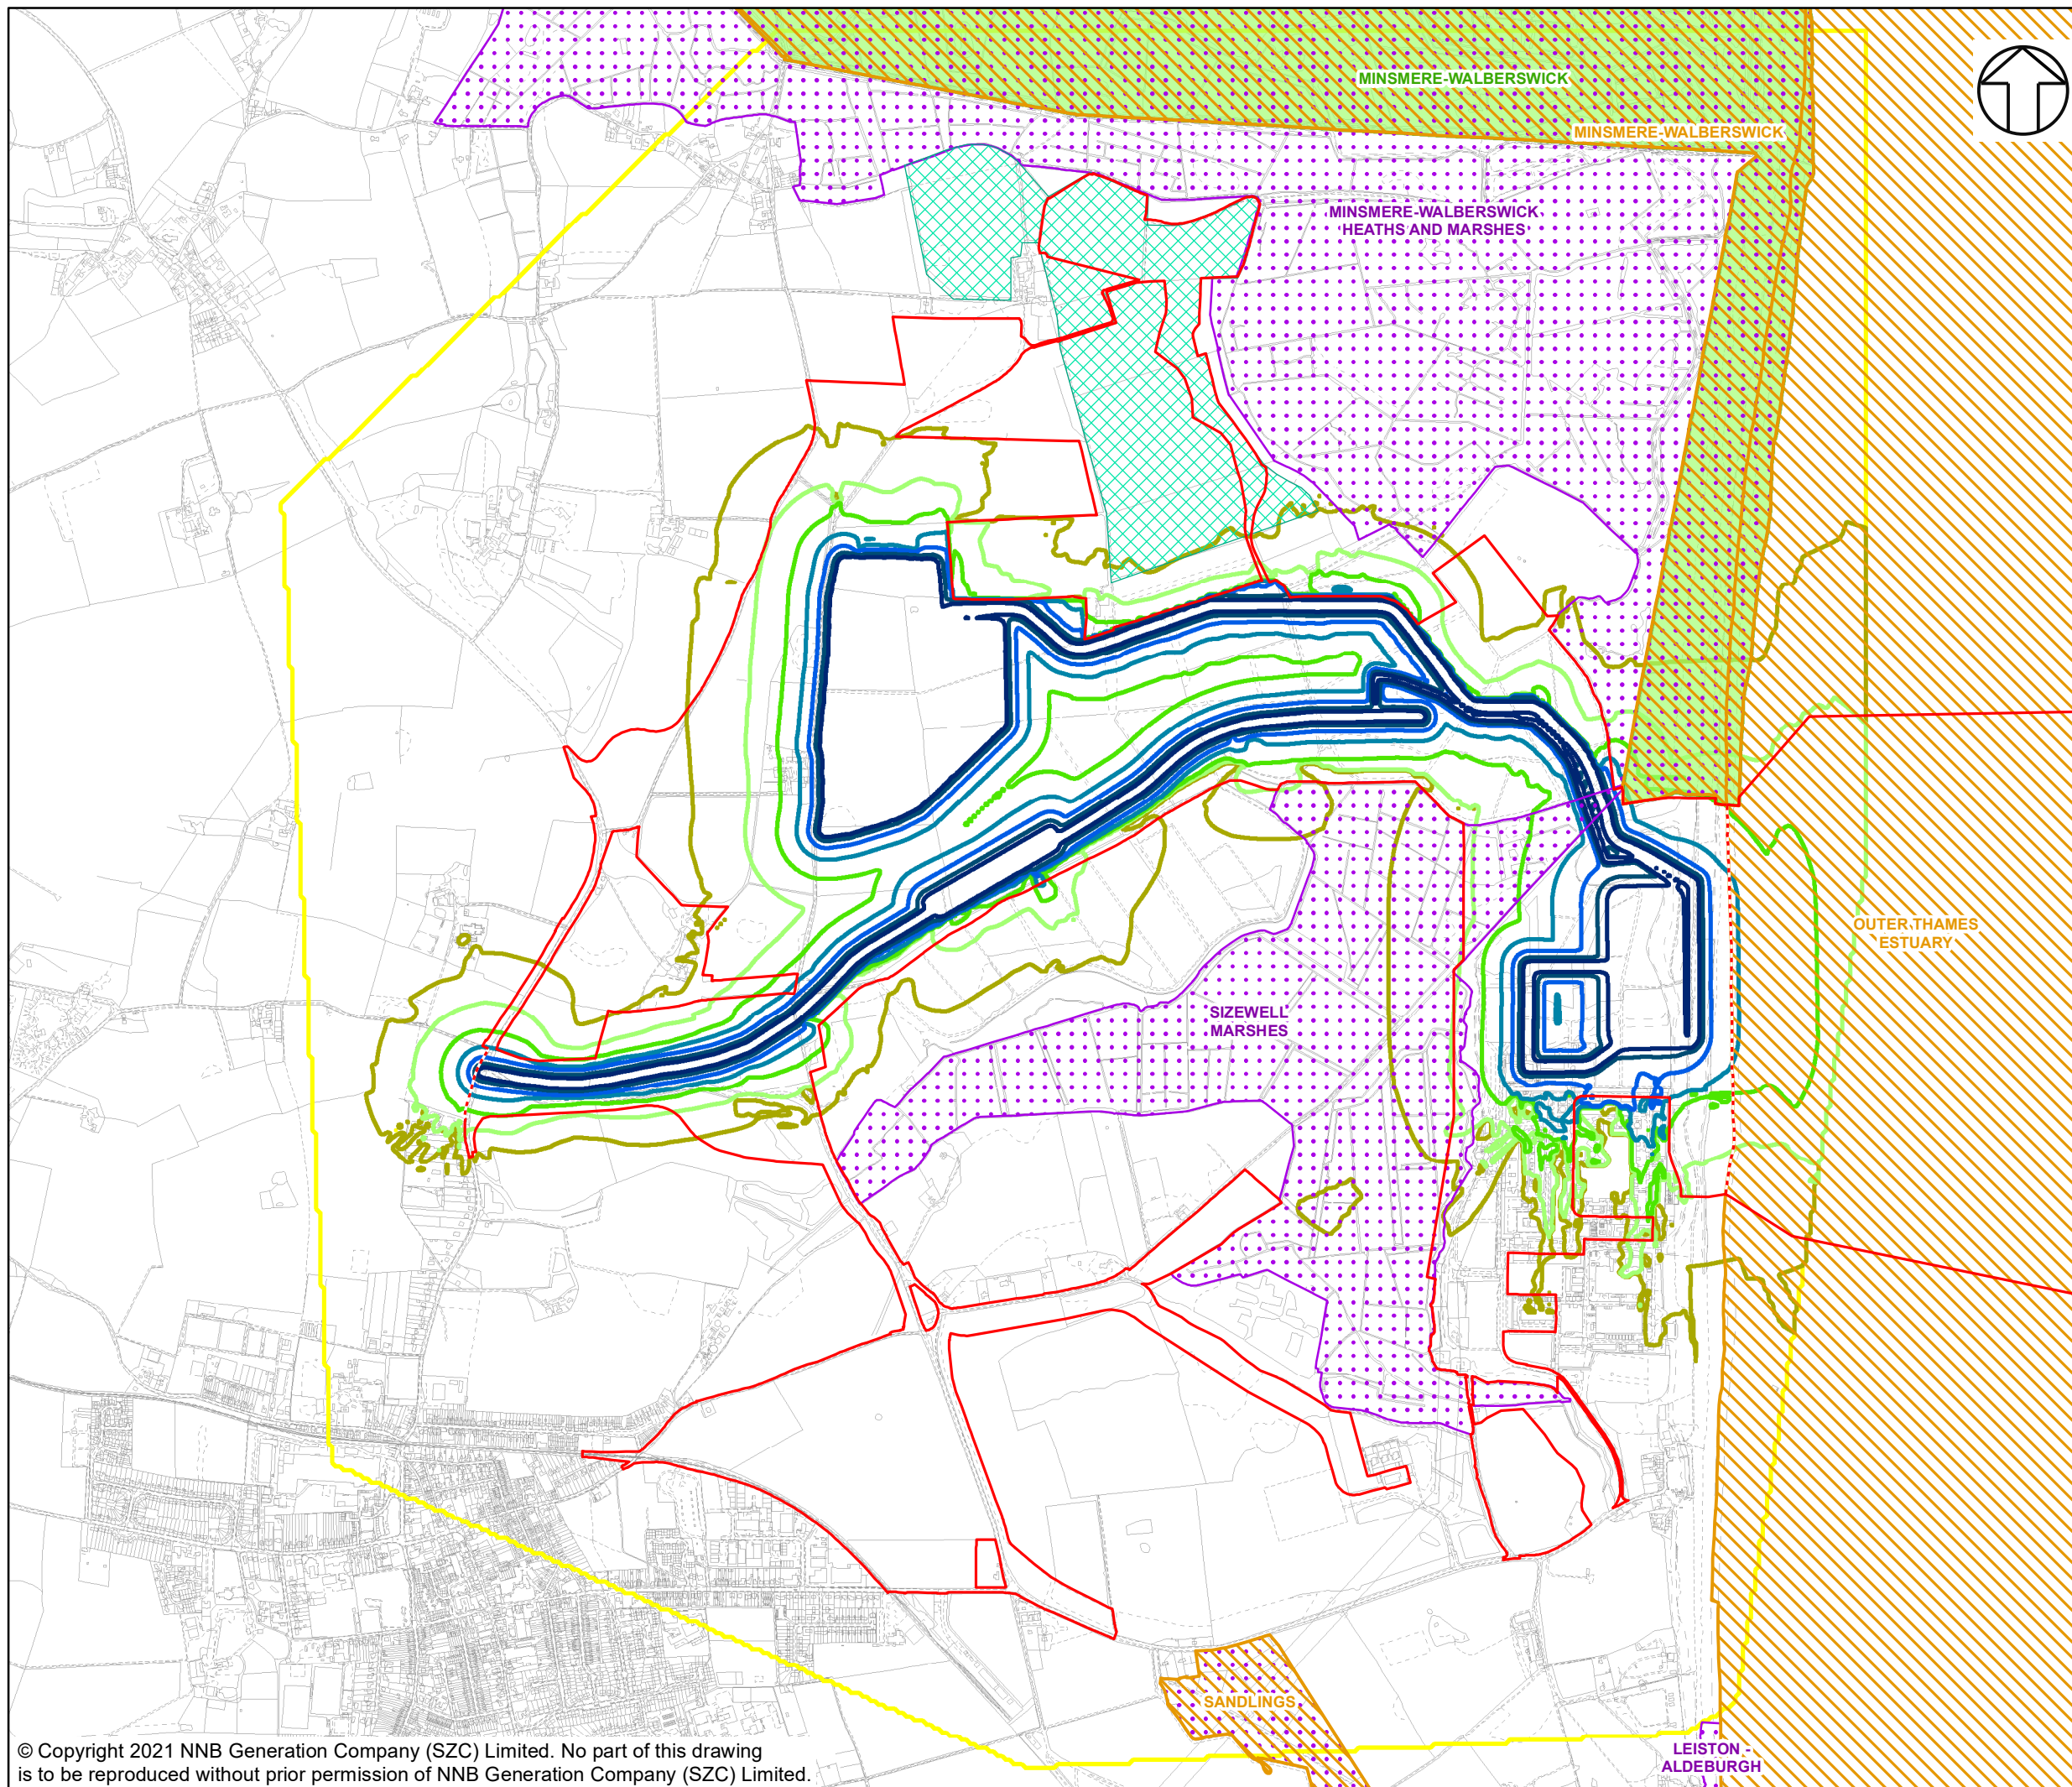 MINSMERE-WALBERSWICK
MINSMERE-WALBERSWICK
MINSMERE-WALBERSWICK
HEATHS AND MARSHES
OUTER THAMES
ESTUARY
SIZEWELL
MARSHES
SANDLINGS
LEISTON -
ALDEBURGH
© Copyright 2021 NNB Generation Company (SZC) Limited. No part of this drawing
is to be reproduced without prior permission of NNB Generation Company (SZC) Limited.